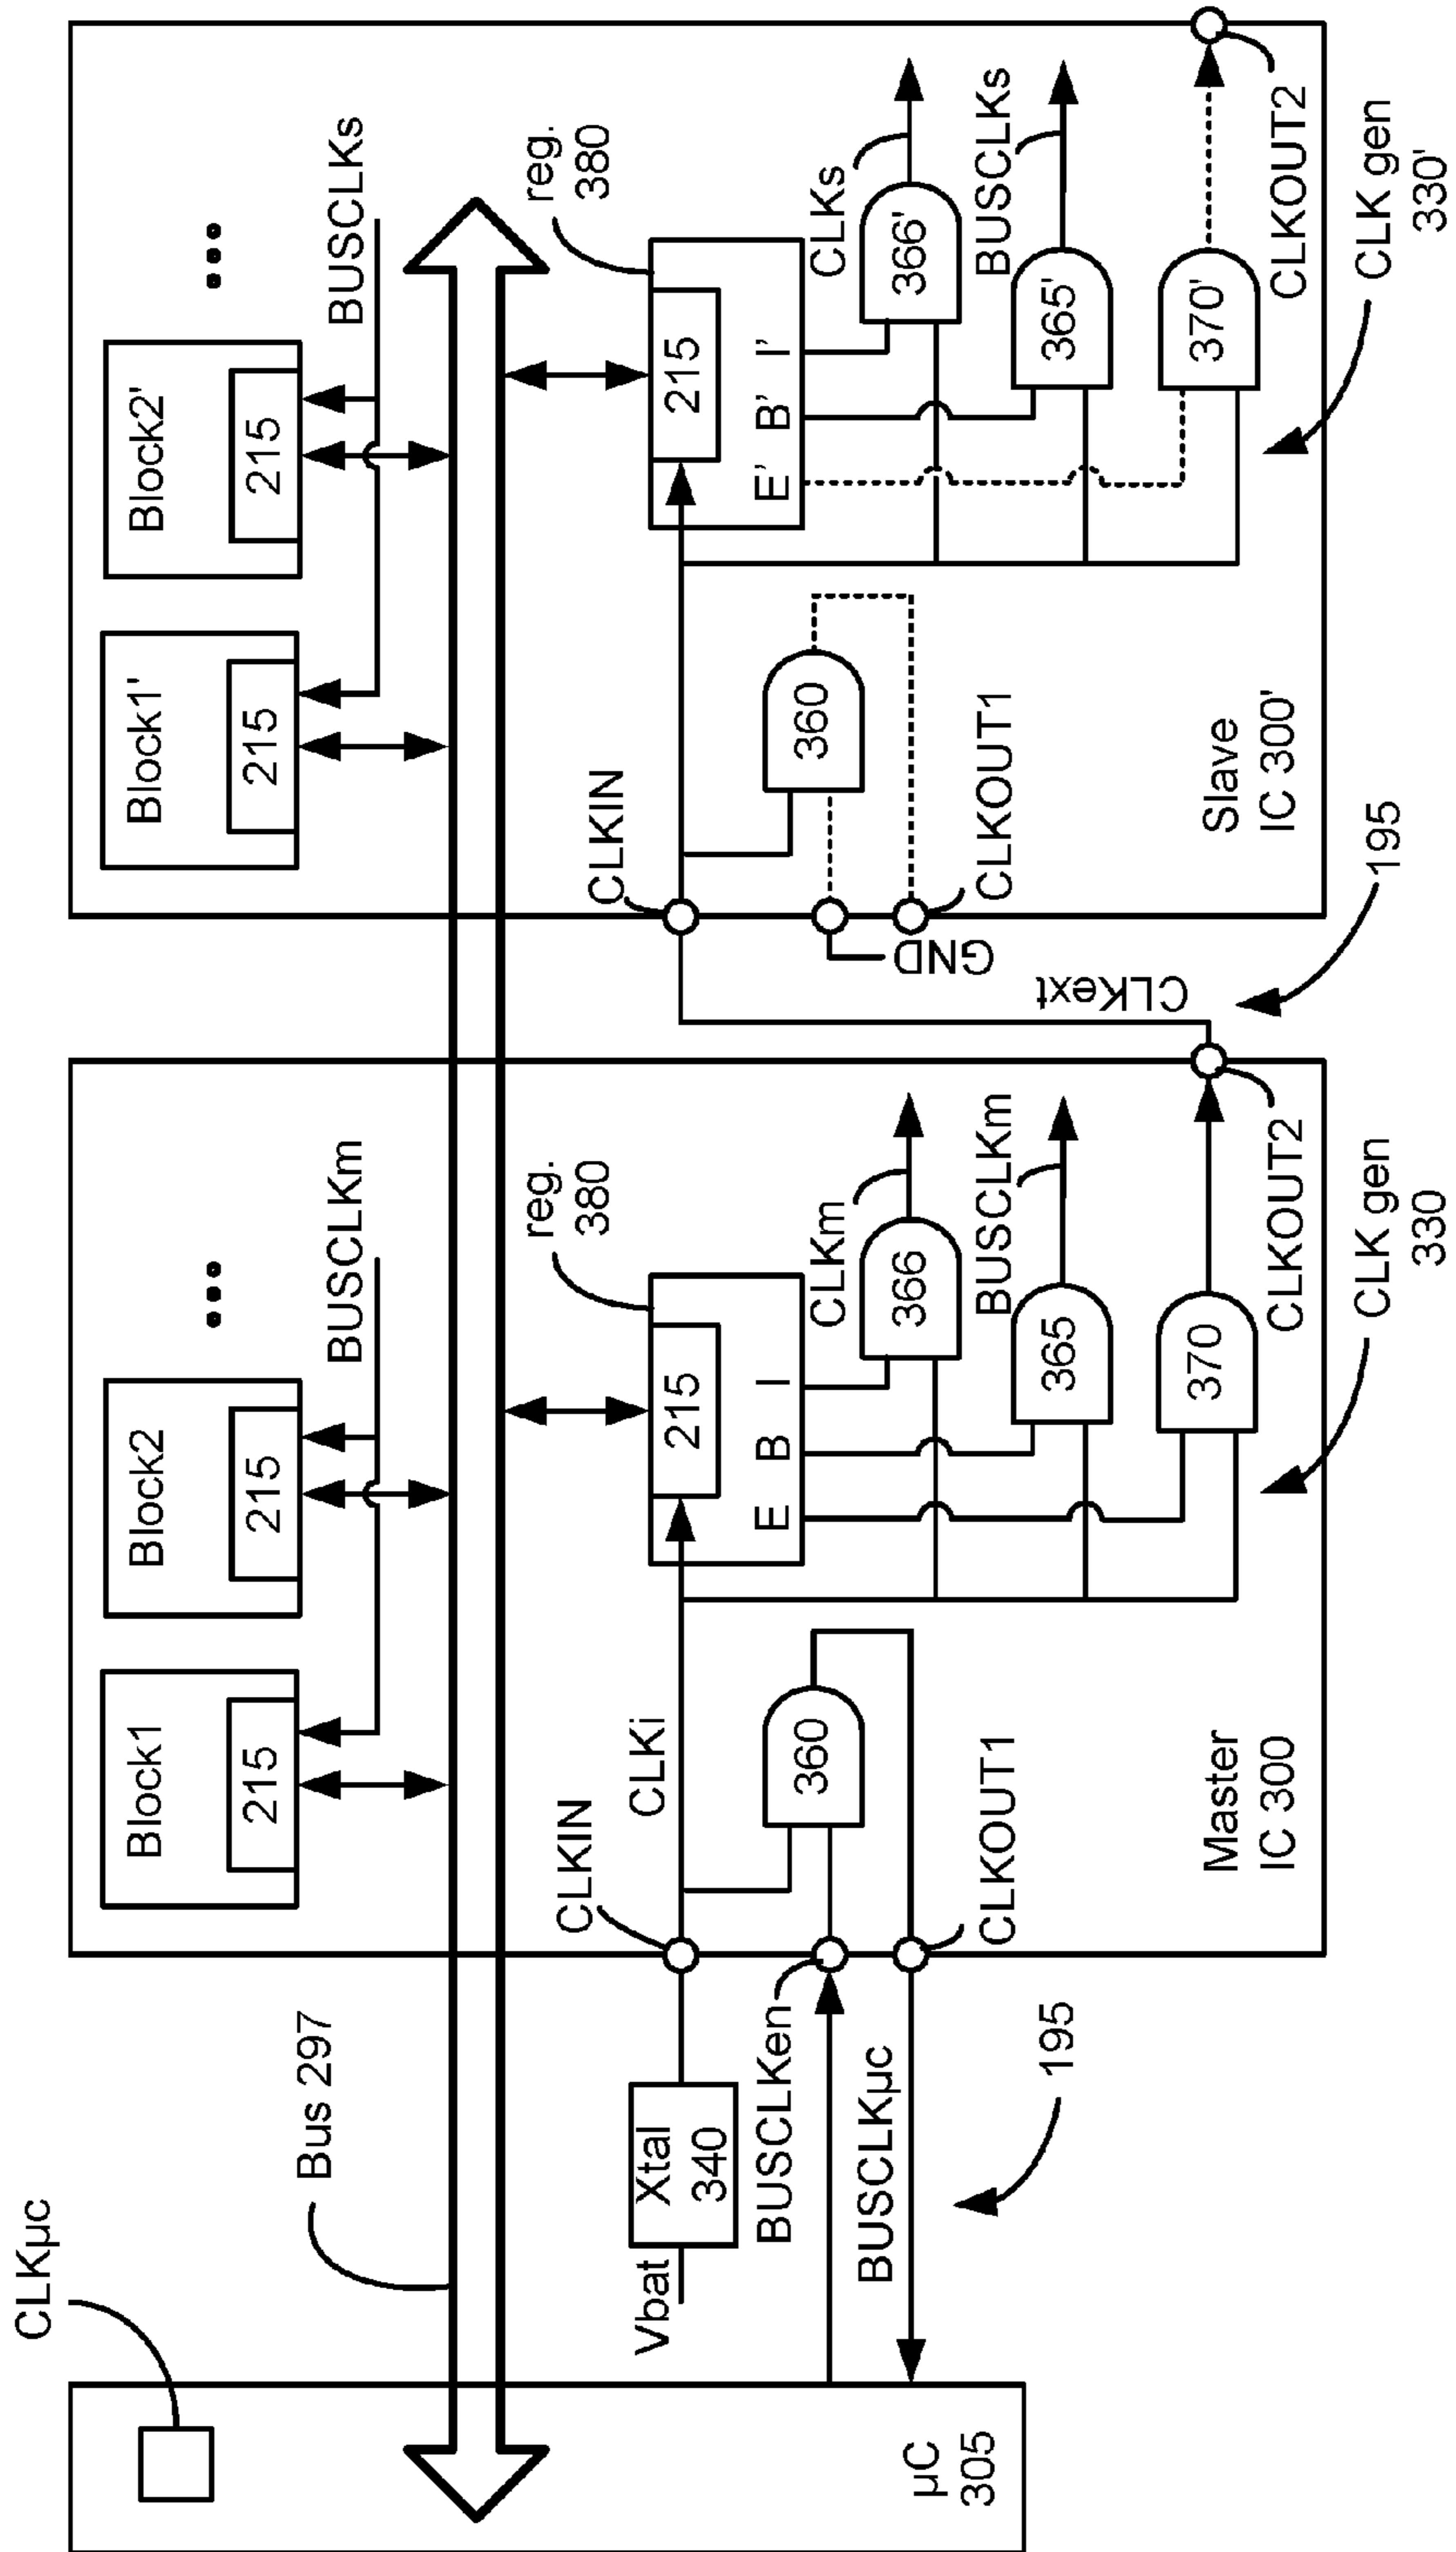 CLKµc
µC
305
Bus 297
Vbat
Xtal
340
BUSCLKen
BUSCLKµc
195
Block1
215
Block2
215
BUSCLKm
CLKIN
CLKi
360
CLKOUT1
reg.
380
215
E B I
CLKm
366
BUSCLKm
365
370
CLKOUT2
Master
IC 300
CLK gen
330
CLKext
195
GND
Block1'
215
Block2'
215
BUSCLKs
CLKIN
360
CLKOUT1
reg.
380
215
E' B' I'
CLKs
366'
BUSCLKs
365'
370'
CLKOUT2
Slave
IC 300'
CLK gen
330'